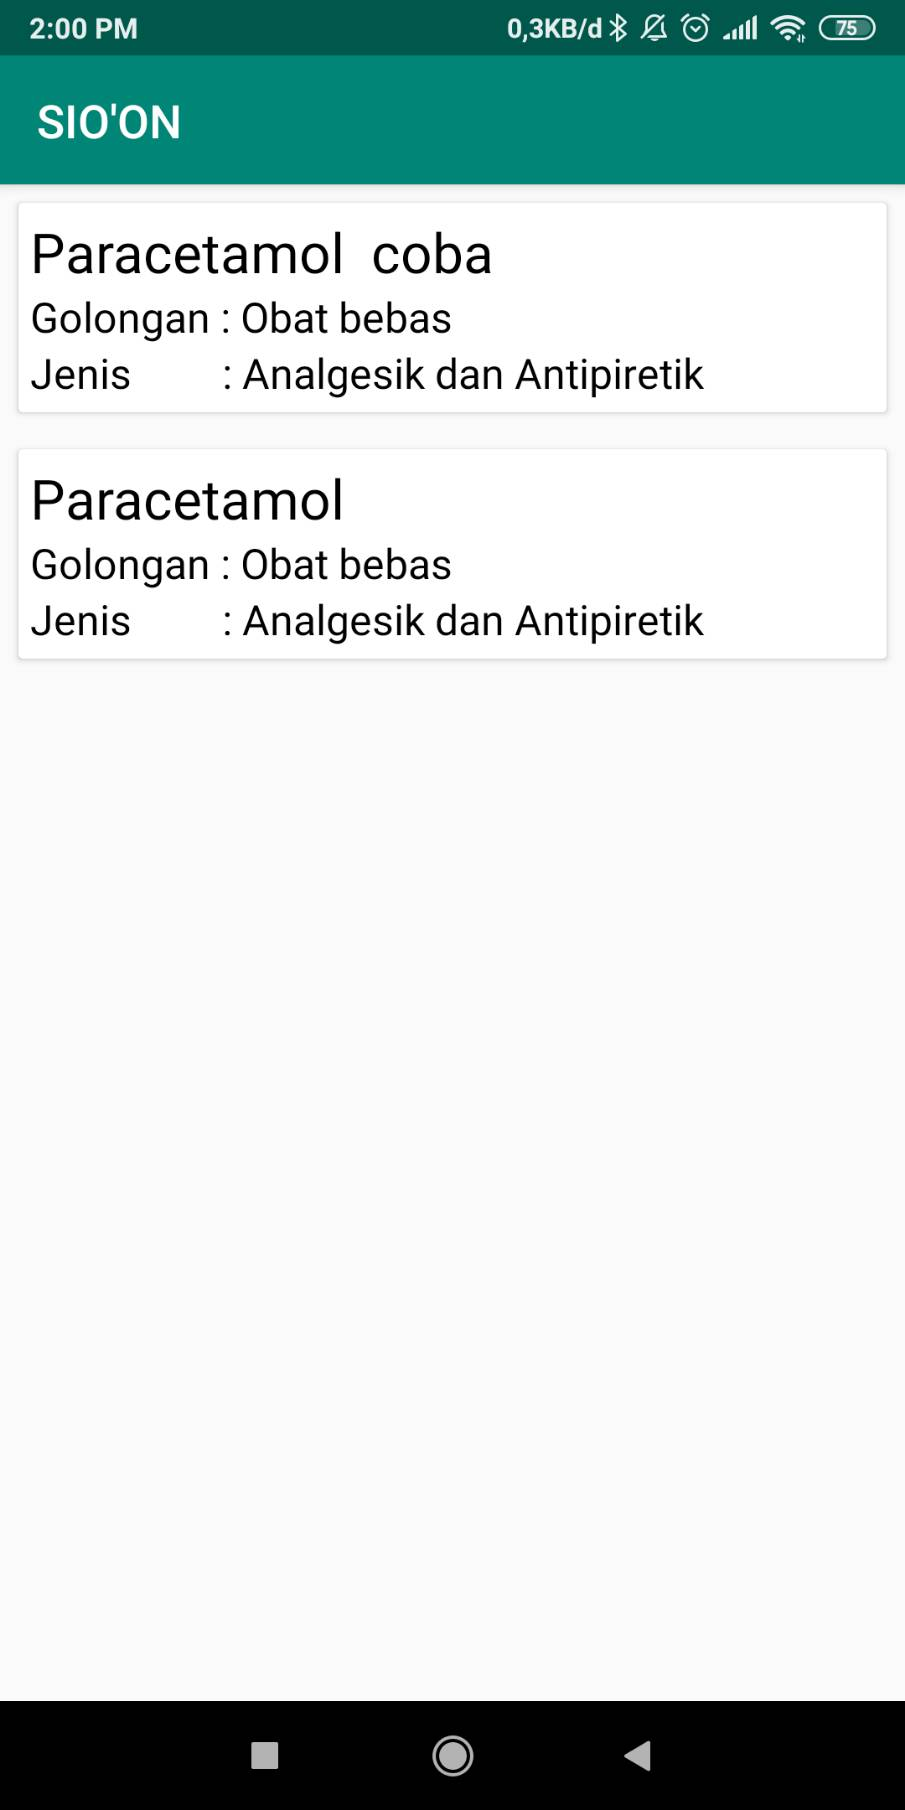 2:00 PM 0,3KB/d 75
SIO'ON
Paracetamol  coba
Golongan : Obat bebas
Jenis : Analgesik dan Antipiretik
Paracetamol
Golongan : Obat bebas
Jenis : Analgesik dan Antipiretik